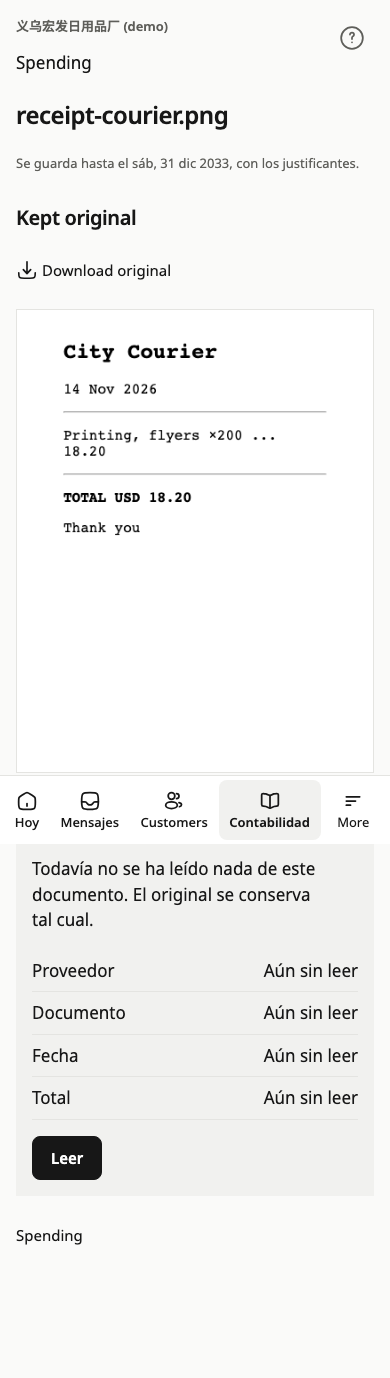 义乌宏发日用品厂 (demo)
Spending
receipt-courier.png
Se guarda hasta el sáb, 31 dic 2033, con los justificantes.
Kept original
Download original
City Courier
14 Nov 2026
Printing, flyers ×200 ...
18.20
TOTAL USD 18.20
Thank you
Hoy
Mensajes
Customers
Contabilidad
More
Todavía no se ha leído nada de este
documento. El original se conserva
tal cual.
Proveedor Aún sin leer
Documento Aún sin leer
Fecha Aún sin leer
Total Aún sin leer
Leer
Spending